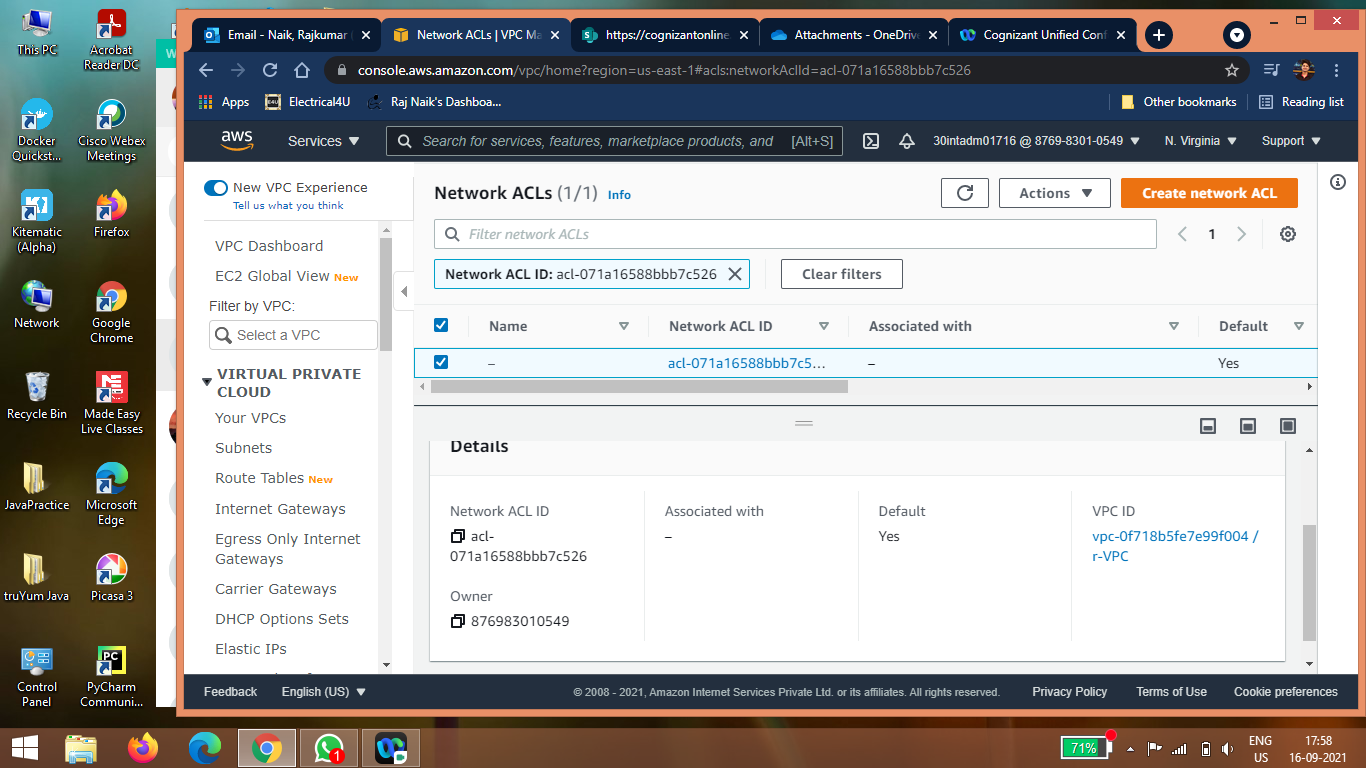 This PC
Acrobat
Reader DC
Docker
Quickst...
Cisco Webex
Meetings
Kitematic
(Alpha)
Firefox
Network
Google
Chrome
Recycle Bin
Made Easy
Live Classes
JavaPractice
Microsoft
Edge
truYum Java
Picasa 3
Control
Panel
PyCharm
Communi...
Email - Naik, Rajkumar (
Network ACLs | VPC Ma
https://cognizantonline
Attachments - OneDrive
Cognizant Unified Conf
console.aws.amazon.com/vpc/home?region=us-east-1#acls:networkAclId=acl-071a16588bbb7c526
Apps
Electrical4U
Raj Naik's Dashboa...
Other bookmarks
Reading list
aws
Services
Search for services, features, marketplace products, and
[Alt+S]
30intadm01716 @ 8769-8301-0549
N. Virginia
Support
New VPC Experience
Tell us what you think
VPC Dashboard
EC2 Global View New
Filter by VPC:
Select a VPC
VIRTUAL PRIVATE
CLOUD
Your VPCs
Subnets
Route Tables New
Internet Gateways
Egress Only Internet
Gateways
Carrier Gateways
DHCP Options Sets
Elastic IPs
Network ACLs (1/1) Info
Actions
Create network ACL
Filter network ACLs
1
Network ACL ID: acl-071a16588bbb7c526
Clear filters
Name
Network ACL ID
Associated with
Default
–
acl-071a16588bbb7c5...
–
Yes
Details
Network ACL ID
acl-
071a16588bbb7c526
Associated with
–
Default
Yes
VPC ID
vpc-0f718b5fe7e99f004 /
r-VPC
Owner
876983010549
Feedback
English (US)
© 2008 - 2021, Amazon Internet Services Private Ltd. or its affiliates. All rights reserved.
Privacy Policy
Terms of Use
Cookie preferences
1
71%
ENG
US
17:58
16-09-2021